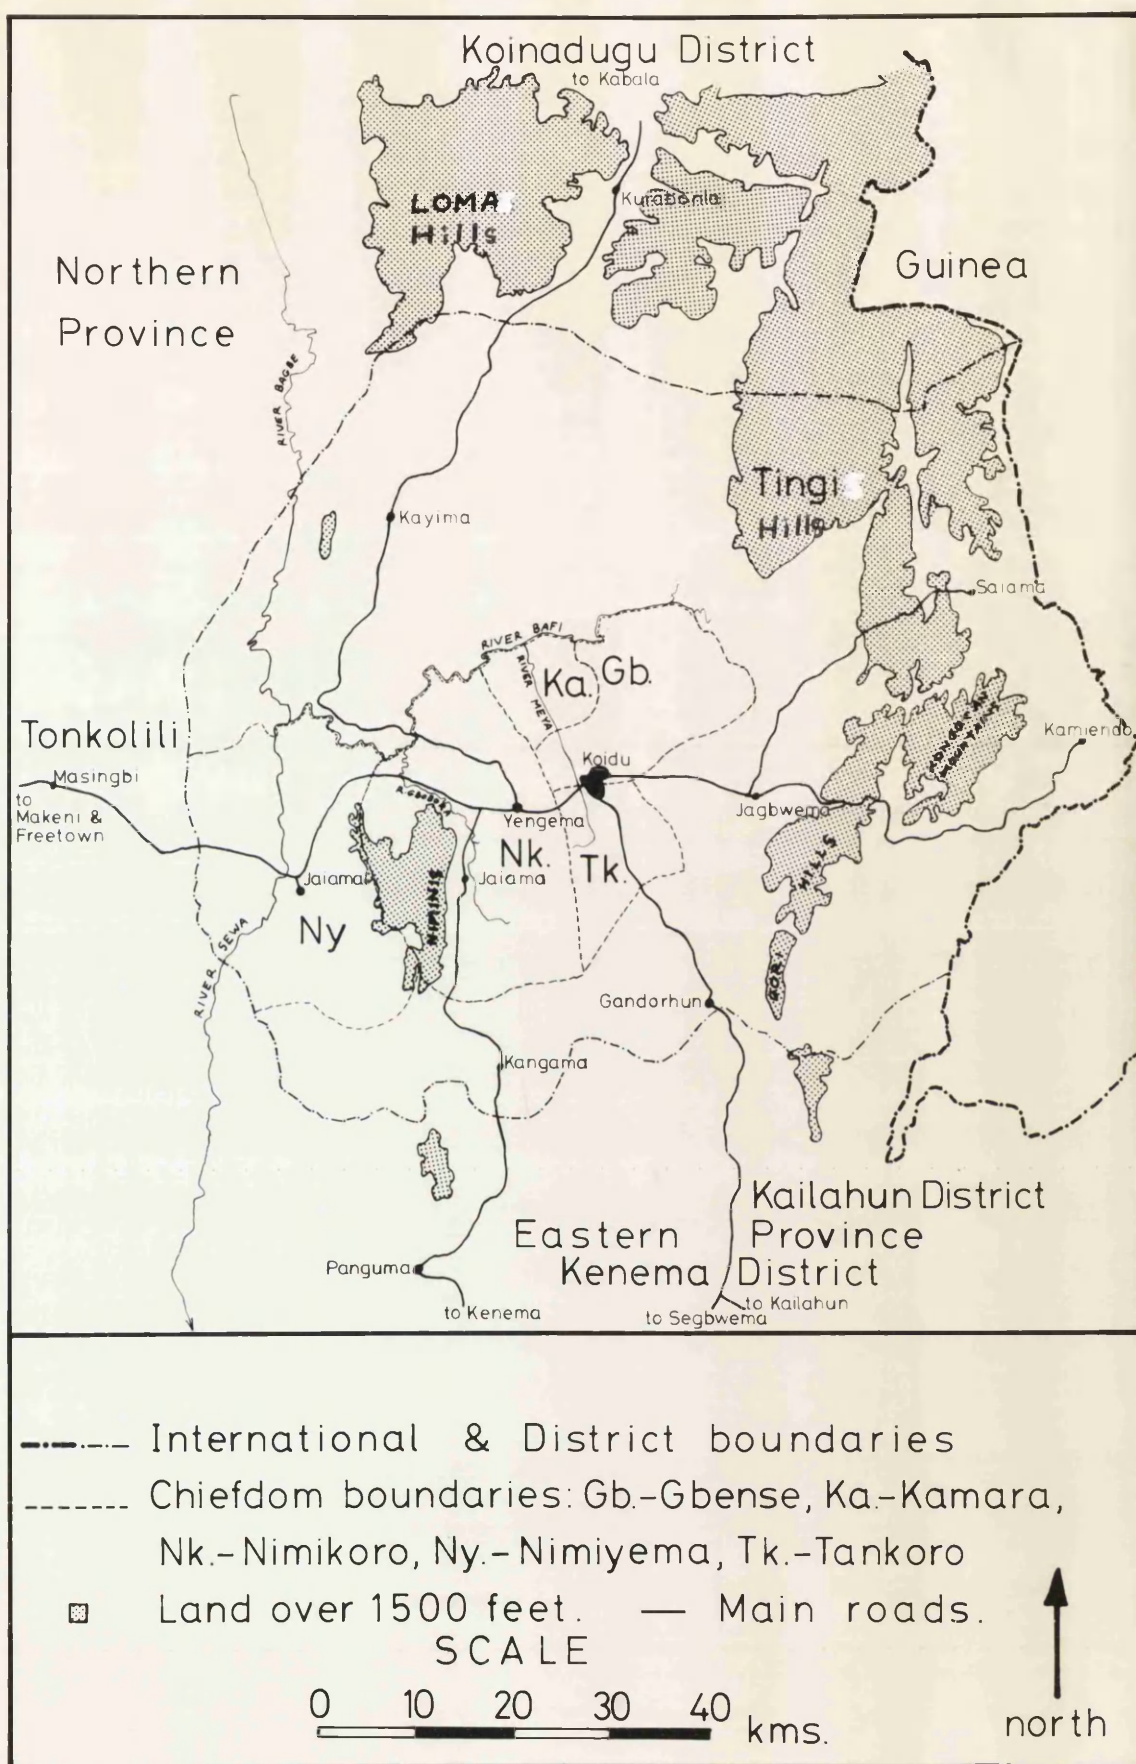 Koinadugu District
to Kabala
Kurabonla
LOMA
Hills
Northern
Province
Guinea
RIVER BAGBE
Tingi
Hills
Kayima
Saiama
RIVER BAFI
RIVER MEYA
Ka.
Gb.
Tonkolili
Kamiendo
Koidu
Masingbi
to
Makeni &
Freetown
Jagbwema
Yengema
Nk.
Tk.
HILLS
Jaiama
Jaiama
NIMINIS
Ny
RIVER SEWA
GORI
Gandorhun
Kangama
Kailahun District
Eastern Province
Kenema District
Panguma
to Kenema
to Kailahun
to Segbwema
International & District boundaries
Chiefdom boundaries: Gb.-Gbense, Ka.-Kamara,
Nk.-Nimikoro, Ny.-Nimiyema, Tk.-Tankoro
Land over 1500 feet. — Main roads.
SCALE
0 10 20 30 40 kms.
north